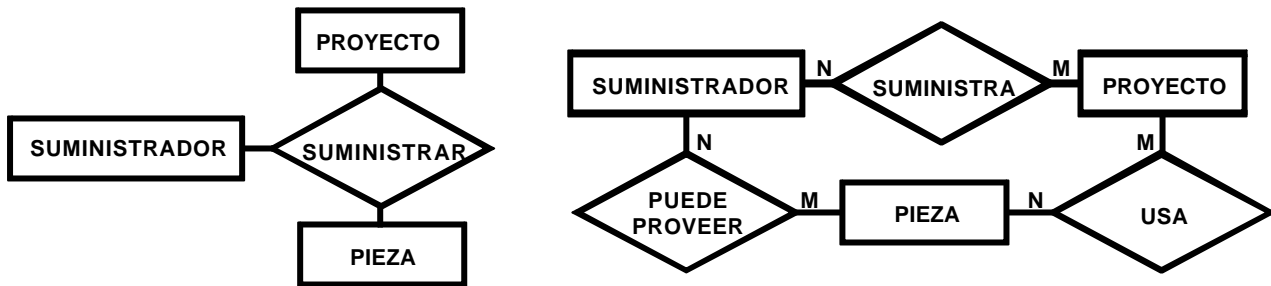 PROYECTO
SUMINISTRADOR
SUMINISTRAR
PIEZA
SUMINISTRADOR
N
SUMINISTRA
M
PROYECTO
N
M
PUEDE
PROVEER
M
PIEZA
N
USA